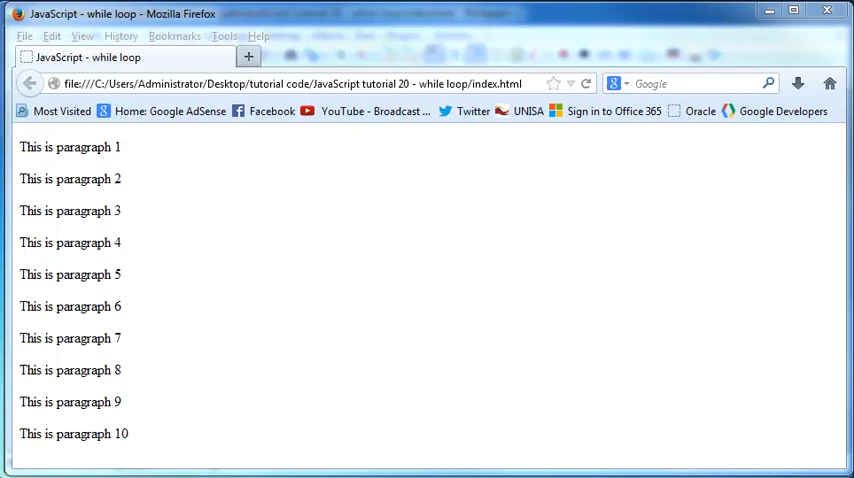 JavaScript - while loop - Mozilla Firefox
File Edit View History Bookmarks Tools Help
JavaScript - while loop
file:///C:/Users/Administrator/Desktop/tutorial code/JavaScript tutorial 20 - while loop/index.html Google
Most Visited Home: Google AdSense Facebook YouTube - Broadcast ... Twitter UNISA Sign in to Office 365 Oracle Google Developers
This is paragraph 1
This is paragraph 2
This is paragraph 3
This is paragraph 4
This is paragraph 5
This is paragraph 6
This is paragraph 7
This is paragraph 8
This is paragraph 9
This is paragraph 10